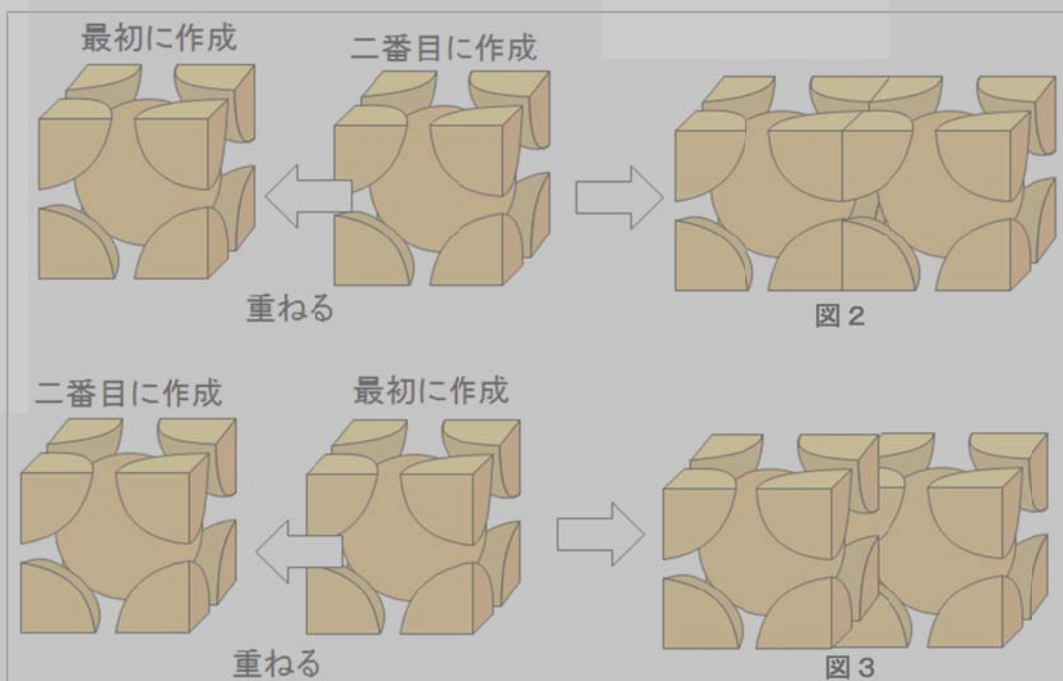 最初に作成
二番目に作成
重ねる
図2
二番目に作成
最初に作成
重ねる
図3